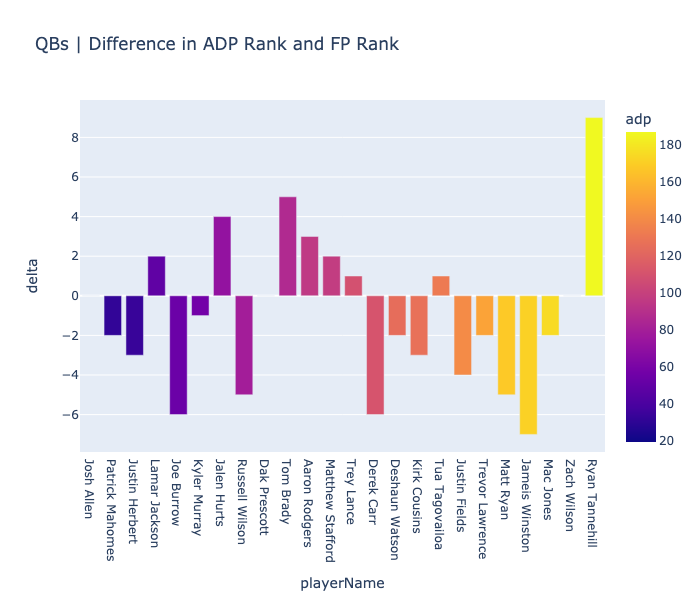 QBs | Difference in ADP Rank and FP Rank
adp
180
160
140
120
100
80
60
40
20
delta
8
6
4
2
0
−2
−4
−6
Josh Allen
Patrick Mahomes
Justin Herbert
Lamar Jackson
Joe Burrow
Kyler Murray
Jalen Hurts
Russell Wilson
Dak Prescott
Tom Brady
Aaron Rodgers
Matthew Stafford
Trey Lance
Derek Carr
Deshaun Watson
Kirk Cousins
Tua Tagovailoa
Justin Fields
Trevor Lawrence
Matt Ryan
Jameis Winston
Mac Jones
Zach Wilson
Ryan Tannehill
playerName